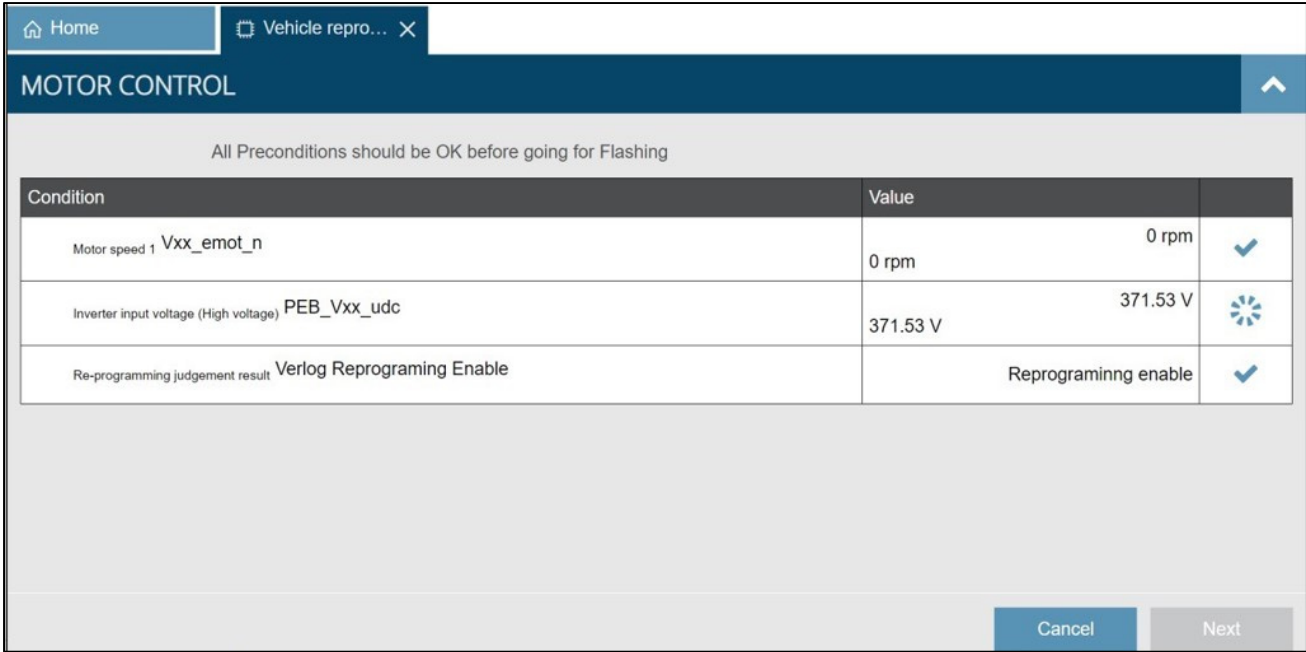 Home
Vehicle repro...
MOTOR CONTROL
All Preconditions should be OK before going for Flashing
Condition Value
Motor speed 1 Vxx_emot_n 0 rpm
0 rpm
Inverter input voltage (High voltage) PEB_Vxx_udc 371.53 V
371.53 V
Re-programming judgement result Verlog Reprograming Enable Reprograminng enable
Cancel Next